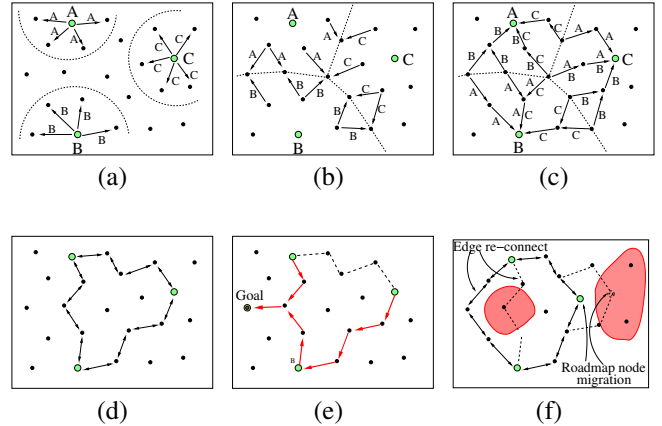 A
A A
A A
C C
C C
C C
B B
B B
B
(a)
A
C
A C
A A C
A C
B B B B C
B C
B
B
(b)
A
C A
B B C A
B C C
B B A B
A A C B B
A C A B
A C C
B
(c)
(d)
Goal
B
(e)
Edge re-connect
Roadmap node
migration
(f)